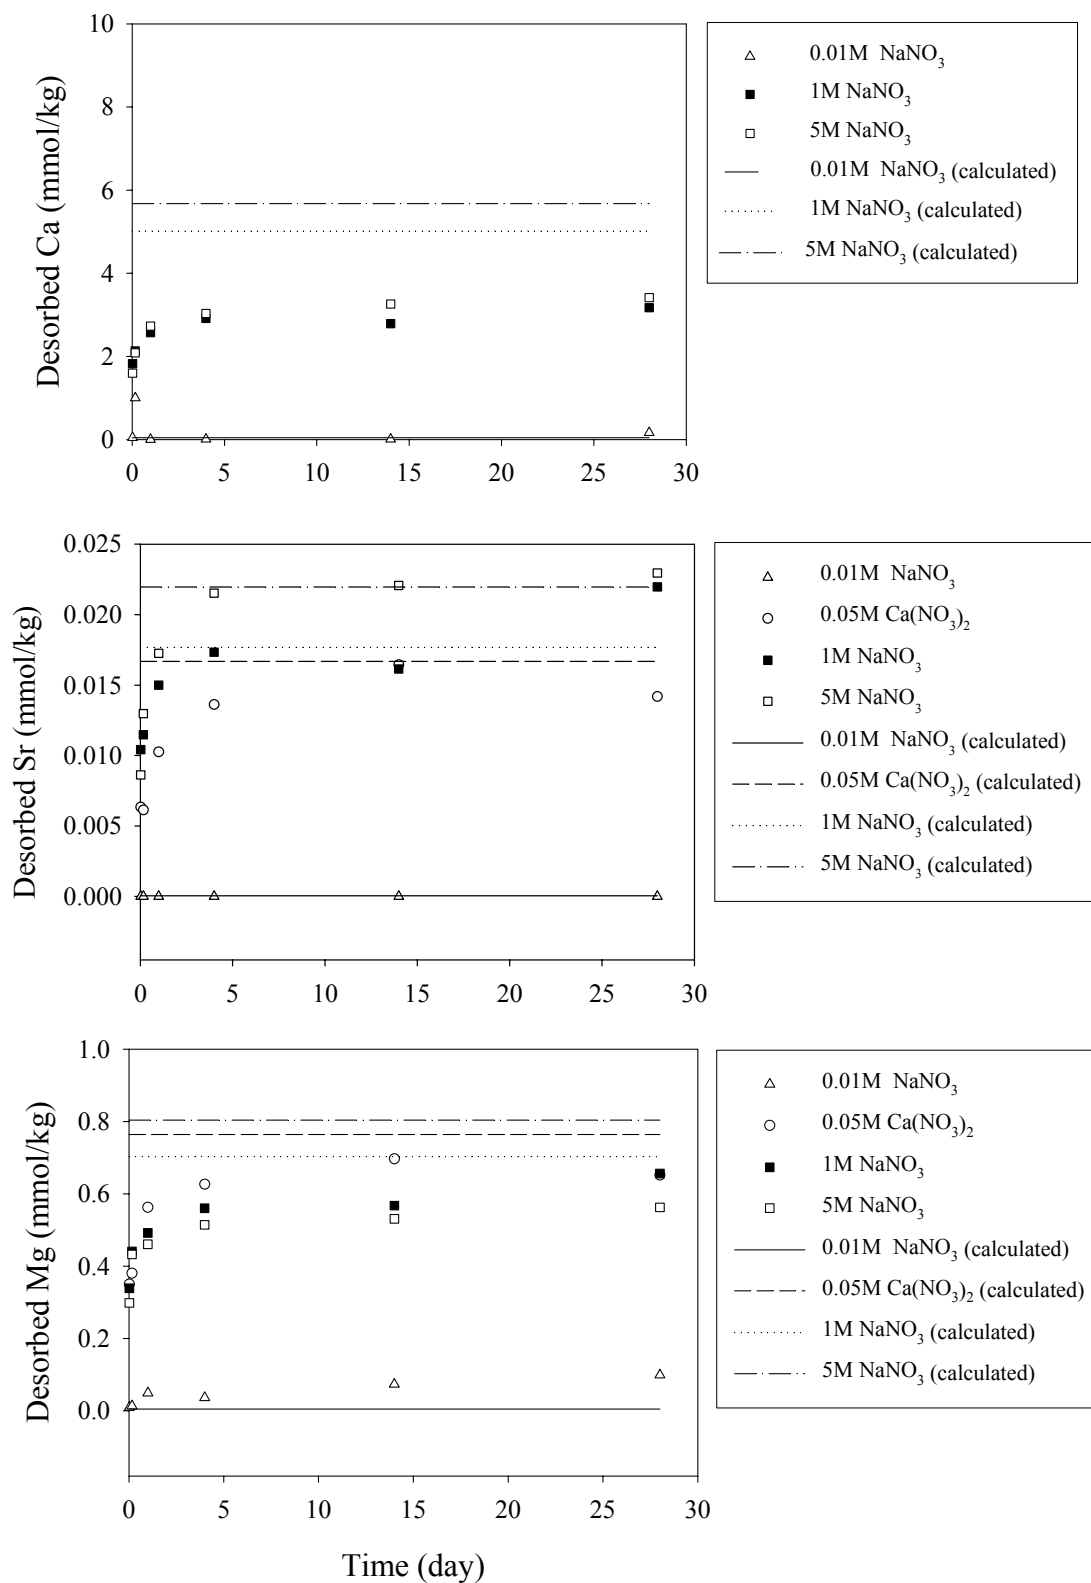 Desorbed Ca (mmol/kg)
10
8
6
4
2
0
0 5 10 15 20 25 30
0.01M NaNO3
1M NaNO3
5M NaNO3
0.01M NaNO3 (calculated)
1M NaNO3 (calculated)
5M NaNO3 (calculated)
Desorbed Sr (mmol/kg)
0.025
0.020
0.015
0.010
0.005
0.000
0 5 10 15 20 25 30
0.01M NaNO3
0.05M Ca(NO3)2
1M NaNO3
5M NaNO3
0.01M NaNO3 (calculated)
0.05M Ca(NO3)2 (calculated)
1M NaNO3 (calculated)
5M NaNO3 (calculated)
Desorbed Mg (mmol/kg)
1.0
0.8
0.6
0.4
0.2
0.0
0 5 10 15 20 25 30
Time (day)
0.01M NaNO3
0.05M Ca(NO3)2
1M NaNO3
5M NaNO3
0.01M NaNO3 (calculated)
0.05M Ca(NO3)2 (calculated)
1M NaNO3 (calculated)
5M NaNO3 (calculated)